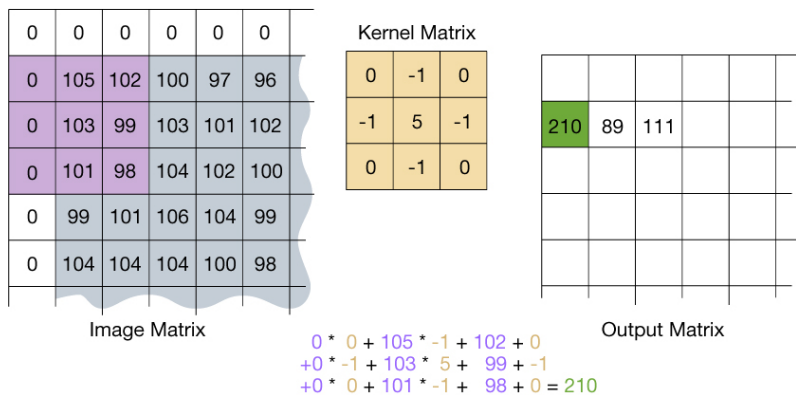 0 0 0 0 0 0
Kernel Matrix
0 105 102 100 97 96
0 -1 0
0 103 99 103 101 102
-1 5 -1
210 89 111
0 101 98 104 102 100
0 -1 0
0 99 101 106 104 99
0 104 104 104 100 98
Image Matrix
Output Matrix
0 * 0 + 105 * -1 + 102 + 0
+0 * -1 + 103 * 5 + 99 + -1
+0 * 0 + 101 * -1 + 98 + 0 = 210